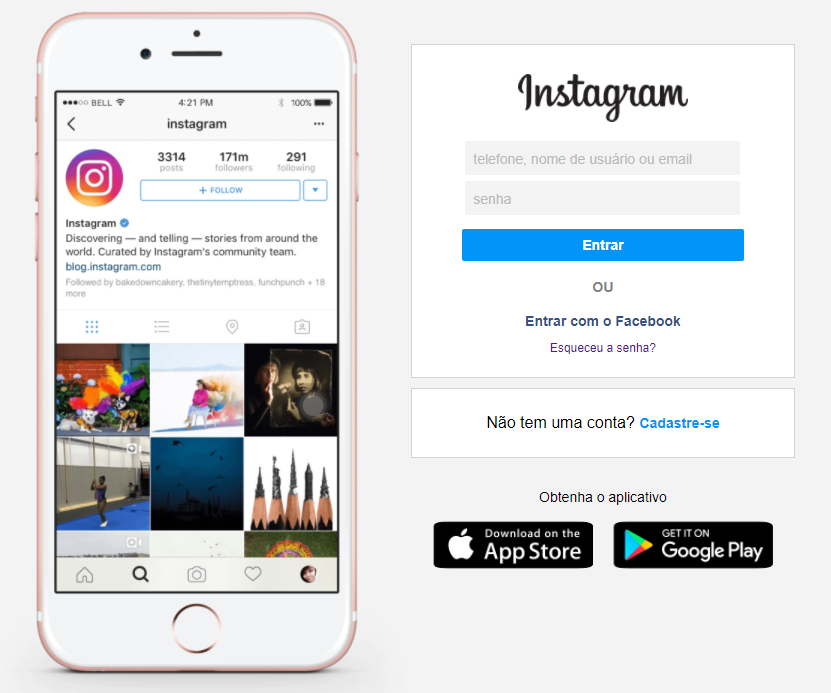 BELL 4:21 PM 100%
instagram
3314 171m 291
posts followers following
+ FOLLOW
Instagram
Discovering — and telling — stories from around the
world. Curated by Instagram's community team.
blog.instagram.com
Followed by bakedowncakery, thetinytemptress, funchpunch + 18
more
Instagram
telefone, nome de usuário ou email
senha
Entrar
OU
Entrar com o Facebook
Esqueceu a senha?
Não tem uma conta? Cadastre-se
Obtenha o aplicativo
Download on the
App Store
GET IT ON
Google Play